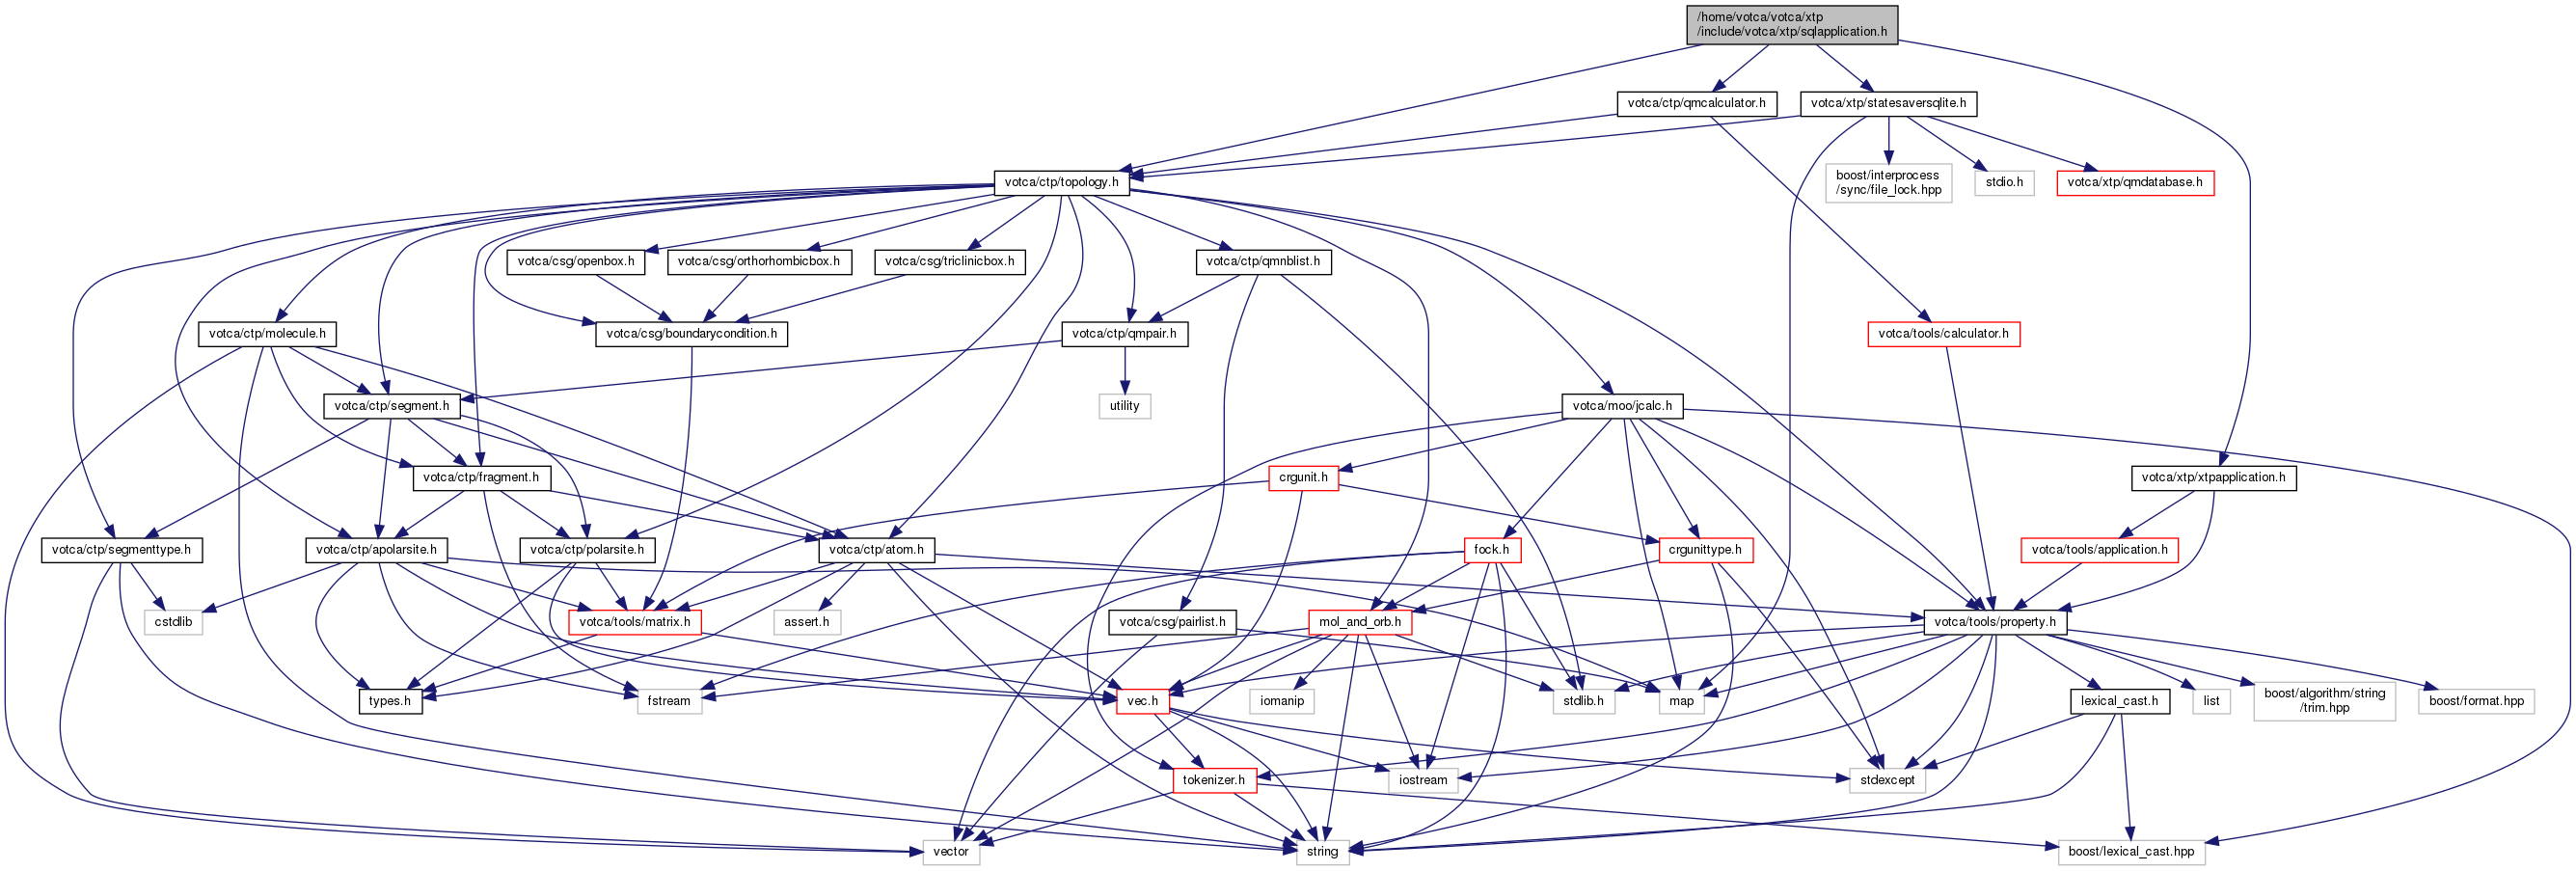 /home/votca/votca/xtp
/include/votca/xtp/sqlapplication.h
votca/ctp/qmcalculator.h
votca/xtp/statesaversqlite.h
votca/ctp/topology.h
boost/interprocess
/sync/file_lock.hpp
stdio.h
votca/xtp/qmdatabase.h
votca/csg/openbox.h
votca/csg/orthorhombicbox.h
votca/csg/triclinicbox.h
votca/ctp/qmnblist.h
votca/ctp/molecule.h
votca/csg/boundarycondition.h
votca/ctp/qmpair.h
votca/tools/calculator.h
votca/ctp/segment.h
utility
votca/moo/jcalc.h
votca/ctp/fragment.h
crgunit.h
votca/xtp/xtpapplication.h
votca/ctp/segmenttype.h
votca/ctp/apolarsite.h
votca/ctp/polarsite.h
votca/ctp/atom.h
fock.h
crgunittype.h
votca/tools/application.h
cstdlib
votca/tools/matrix.h
assert.h
votca/csg/pairlist.h
mol_and_orb.h
votca/tools/property.h
types.h
fstream
vec.h
iomanip
stdlib.h
map
lexical_cast.h
list
boost/algorithm/string
/trim.hpp
boost/format.hpp
tokenizer.h
iostream
stdexcept
vector
string
boost/lexical_cast.hpp